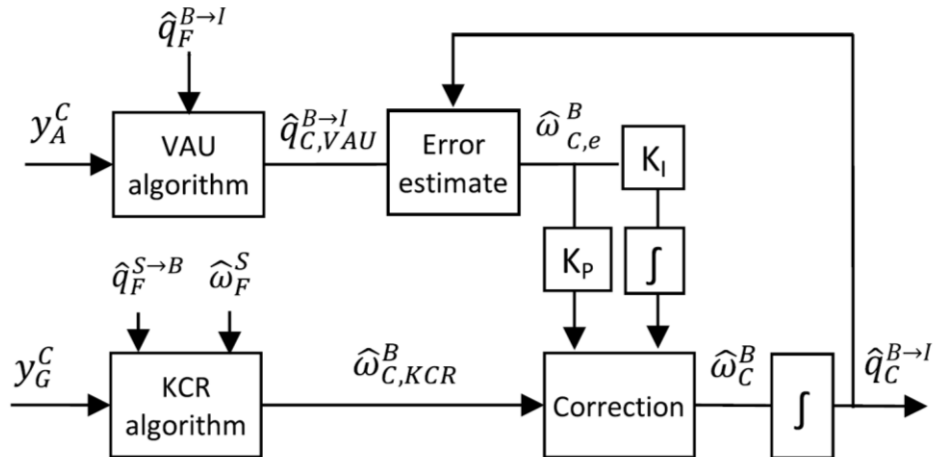 q̂_F^{B→I}
y_A^C
VAU
algorithm
q̂_{C,VAU}^{B→I}
Error
estimate
ω̂_{C,e}^B
K_I
K_P
∫
q̂_F^{S→B}
ω̂_F^S
y_G^C
KCR
algorithm
ω̂_{C,KCR}^B
Correction
ω̂_C^B
∫
q̂_C^{B→I}